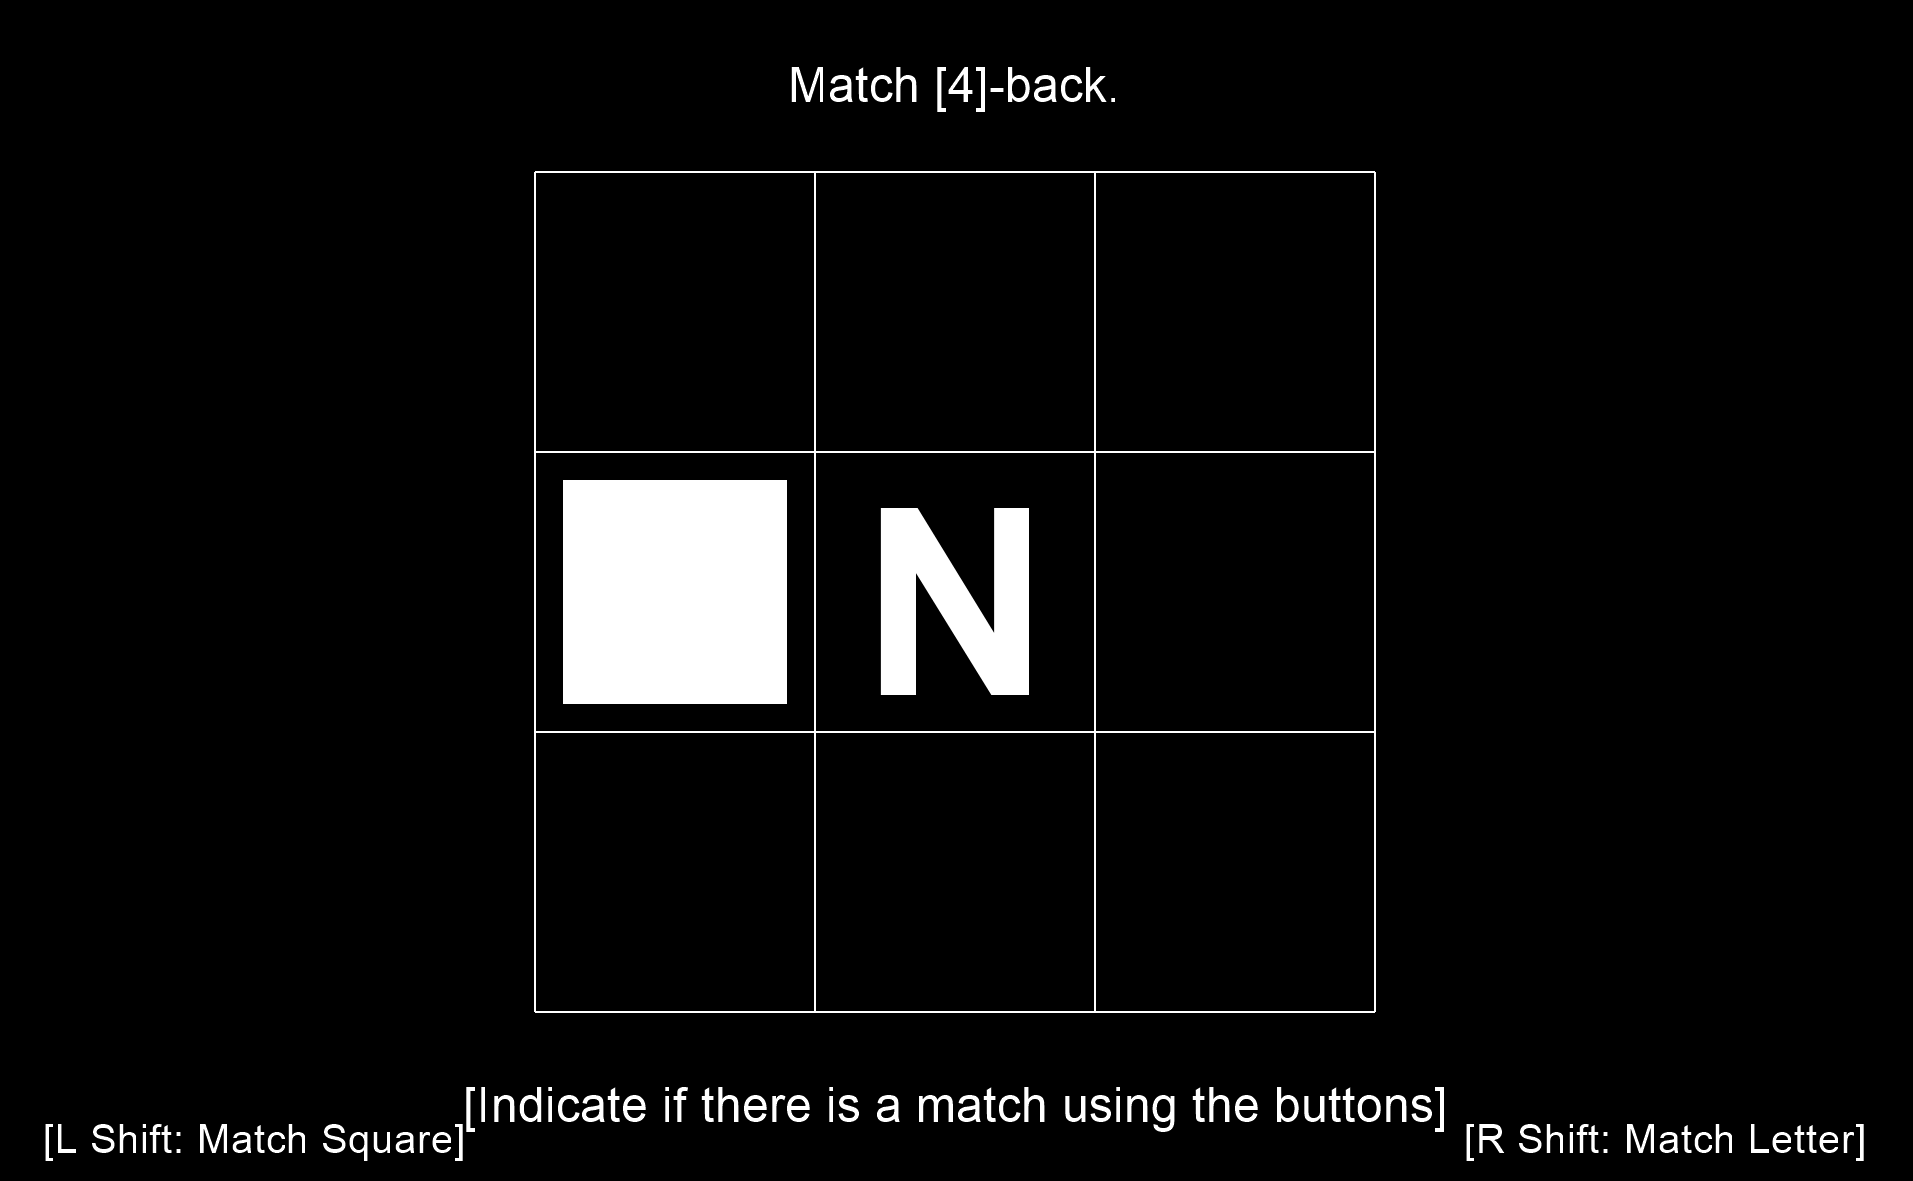 Match [4]-back.
N
[Indicate if there is a match using the buttons]
[L Shift: Match Square]
[R Shift: Match Letter]